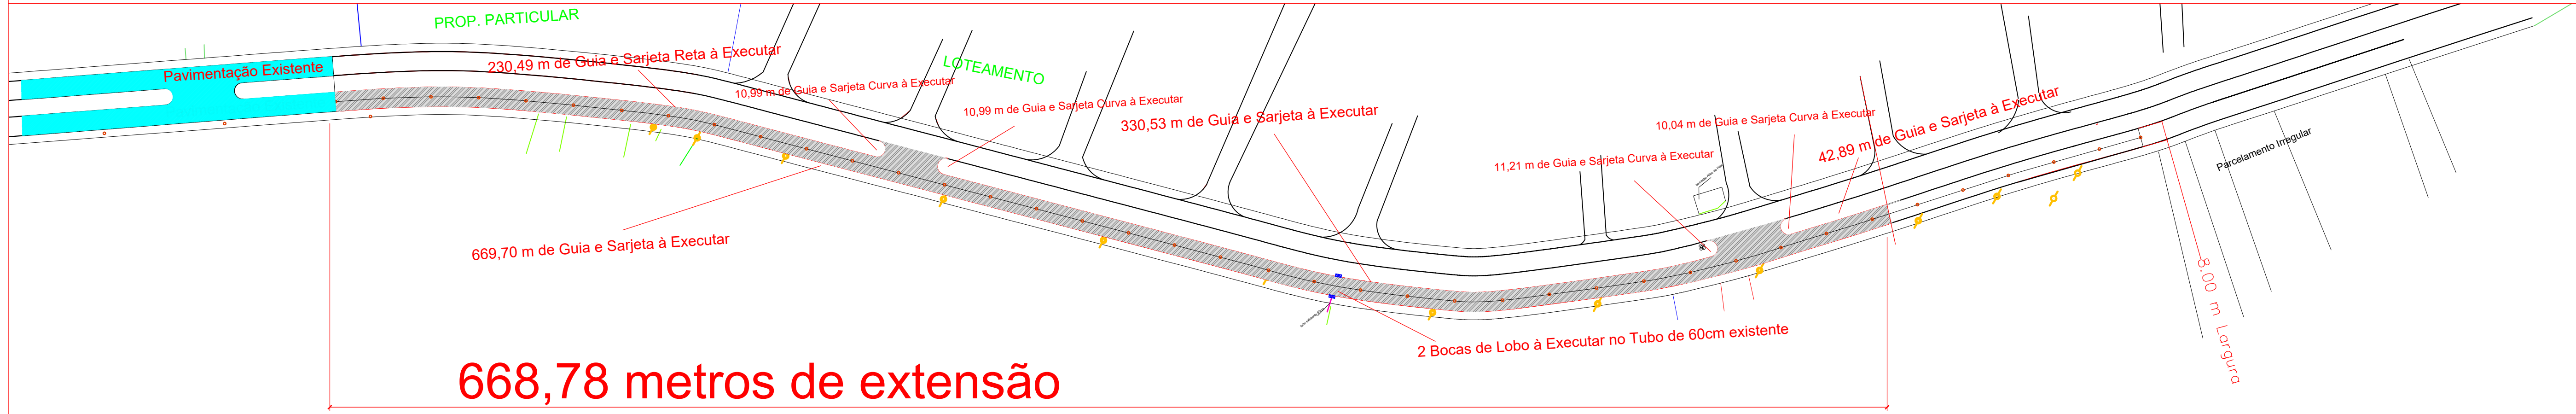 PROP. PARTICULAR
Pavimentação Existente
230,49 m de Guia e Sarjeta Reta à Executar
10,99 m de Guia e Sarjeta Curva à Executar
LOTEAMENTO
10,99 m de Guia e Sarjeta Curva à Executar
330,53 m de Guia e Sarjeta à Executar
11,21 m de Guia e Sarjeta Curva à Executar
10,04 m de Guia e Sarjeta Curva à Executar
42,89 m de Guia e Sarjeta à Executar
Parcelamento Irregular
669,70 m de Guia e Sarjeta à Executar
2 Bocas de Lobo à Executar no Tubo de 60cm existente
8.00 m Largura
668,78 metros de extensão